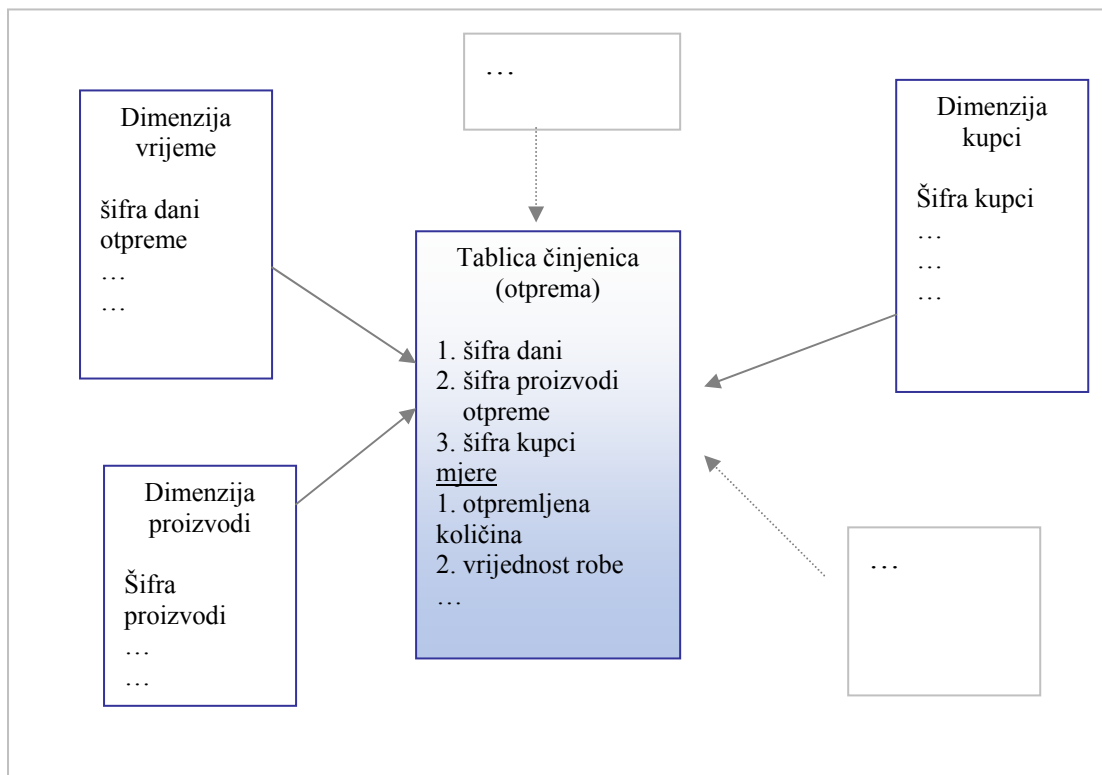 …
Dimenzija
vrijeme
šifra dani
otpreme
…
…
Dimenzija
kupci
Šifra kupci
…
…
…
Tablica činjenica
(otprema)
1. šifra dani
2. šifra proizvodi
otpreme
3. šifra kupci
mjere
1. otpremljena
količina
2. vrijednost robe
…
Dimenzija
proizvodi
Šifra
proizvodi
…
…
…